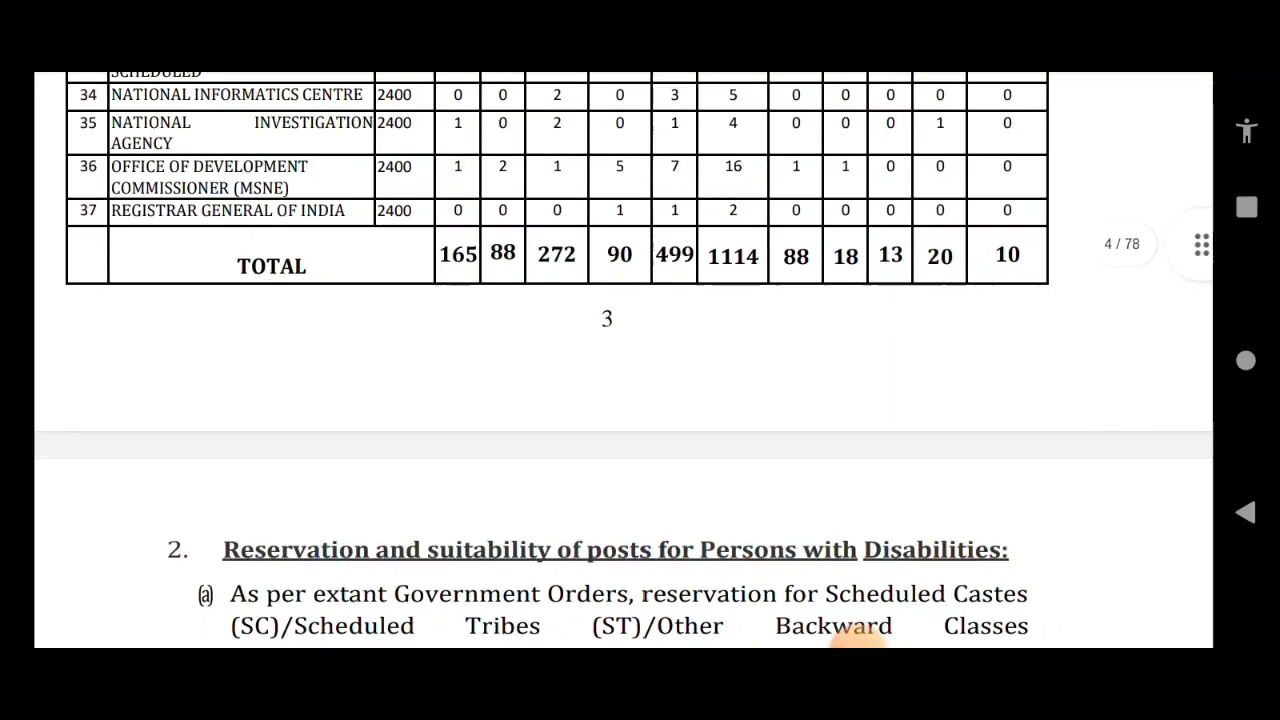 SCHEDULED
34 NATIONAL INFORMATICS CENTRE 2400 0 0 2 0 3 5 0 0 0 0 0
35 NATIONAL INVESTIGATION 2400 1 0 2 0 1 4 0 0 0 1 0
AGENCY
36 OFFICE OF DEVELOPMENT 2400 1 2 1 5 7 16 1 1 0 0 0
COMMISSIONER (MSNE)
37 REGISTRAR GENERAL OF INDIA 2400 0 0 0 1 1 2 0 0 0 0 0
TOTAL 165 88 272 90 499 1114 88 18 13 20 10
4 / 78
3
2. Reservation and suitability of posts for Persons with Disabilities:
(a) As per extant Government Orders, reservation for Scheduled Castes
(SC)/Scheduled Tribes (ST)/Other Backward Classes